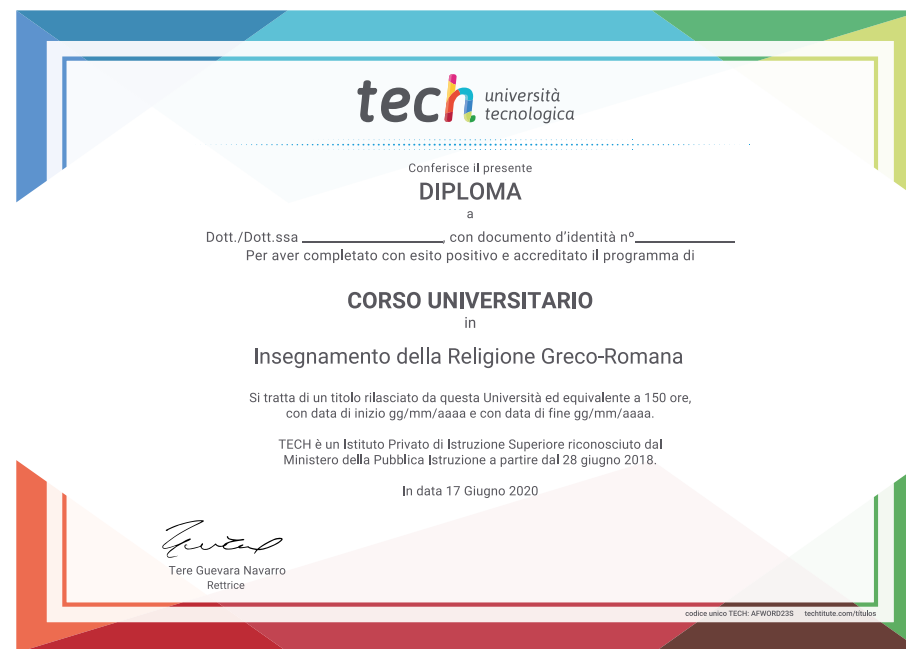 tech università
tecnologica
Conferisce il presente
DIPLOMA
a
Dott./Dott.ssa ____________________, con documento d'identità nº______________
Per aver completato con esito positivo e accreditato il programma di
CORSO UNIVERSITARIO
in
Insegnamento della Religione Greco-Romana
Si tratta di un titolo rilasciato da questa Università ed equivalente a 150 ore,
con data di inizio gg/mm/aaaa e con data di fine gg/mm/aaaa.
TECH è un Istituto Privato di Istruzione Superiore riconosciuto dal
Ministero della Pubblica Istruzione a partire dal 28 giugno 2018.
In data 17 Giugno 2020
Tere Guevara Navarro
Rettrice
codice unico TECH: AFWORD23S techtitute.com/titulos